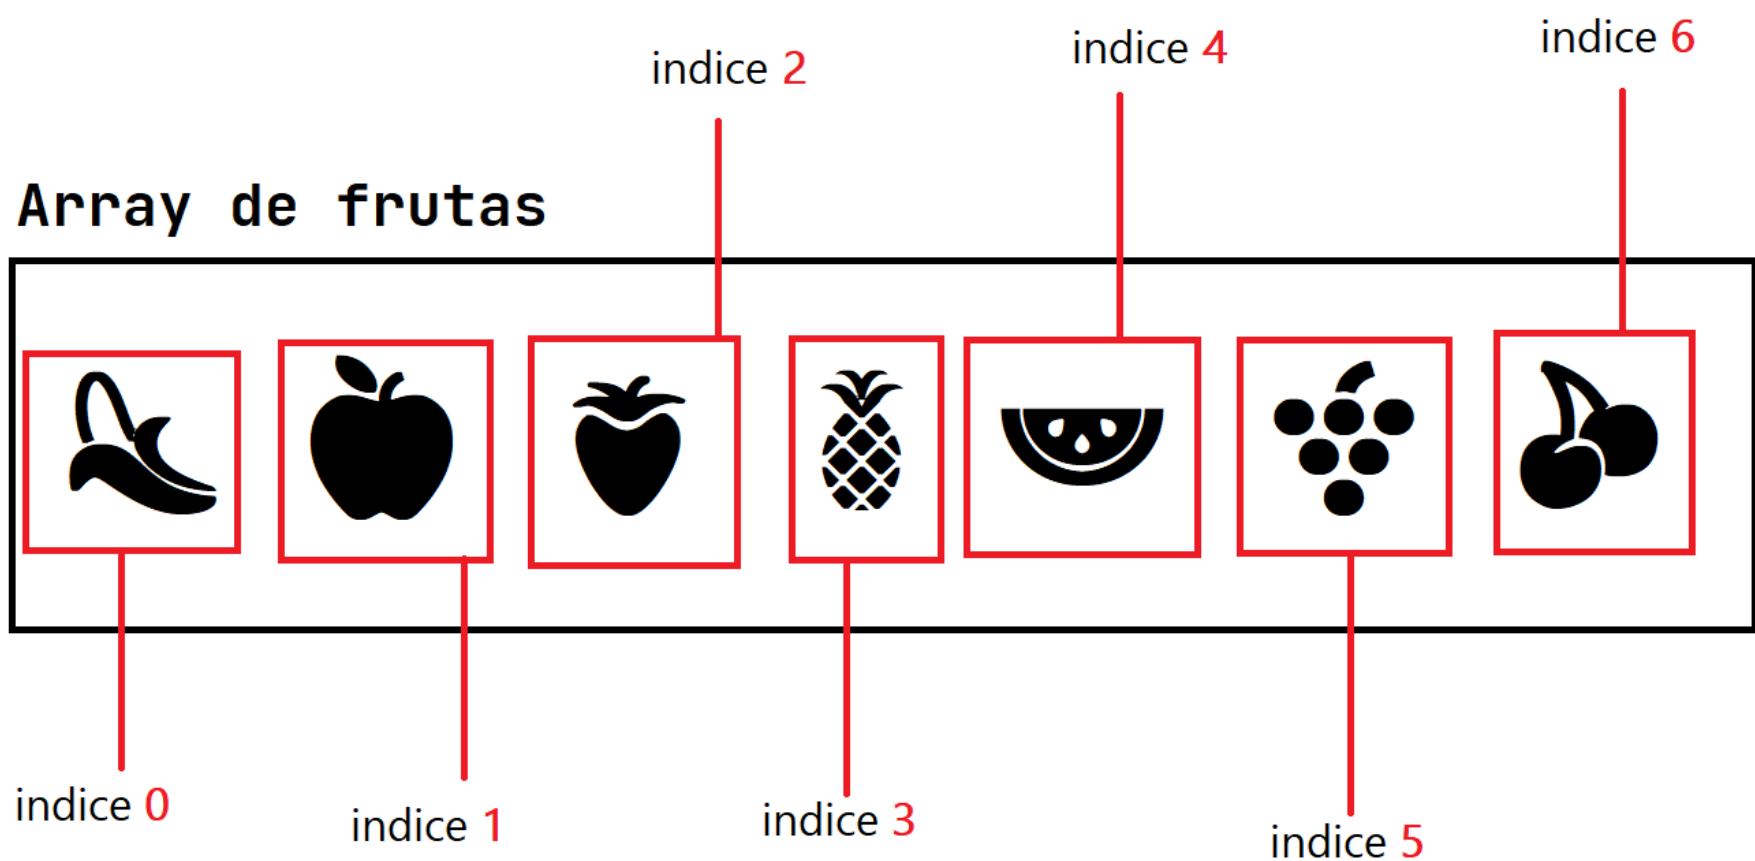 indice 6
indice 4
indice 2
Array de frutas
indice 0
indice 1
indice 3
indice 5